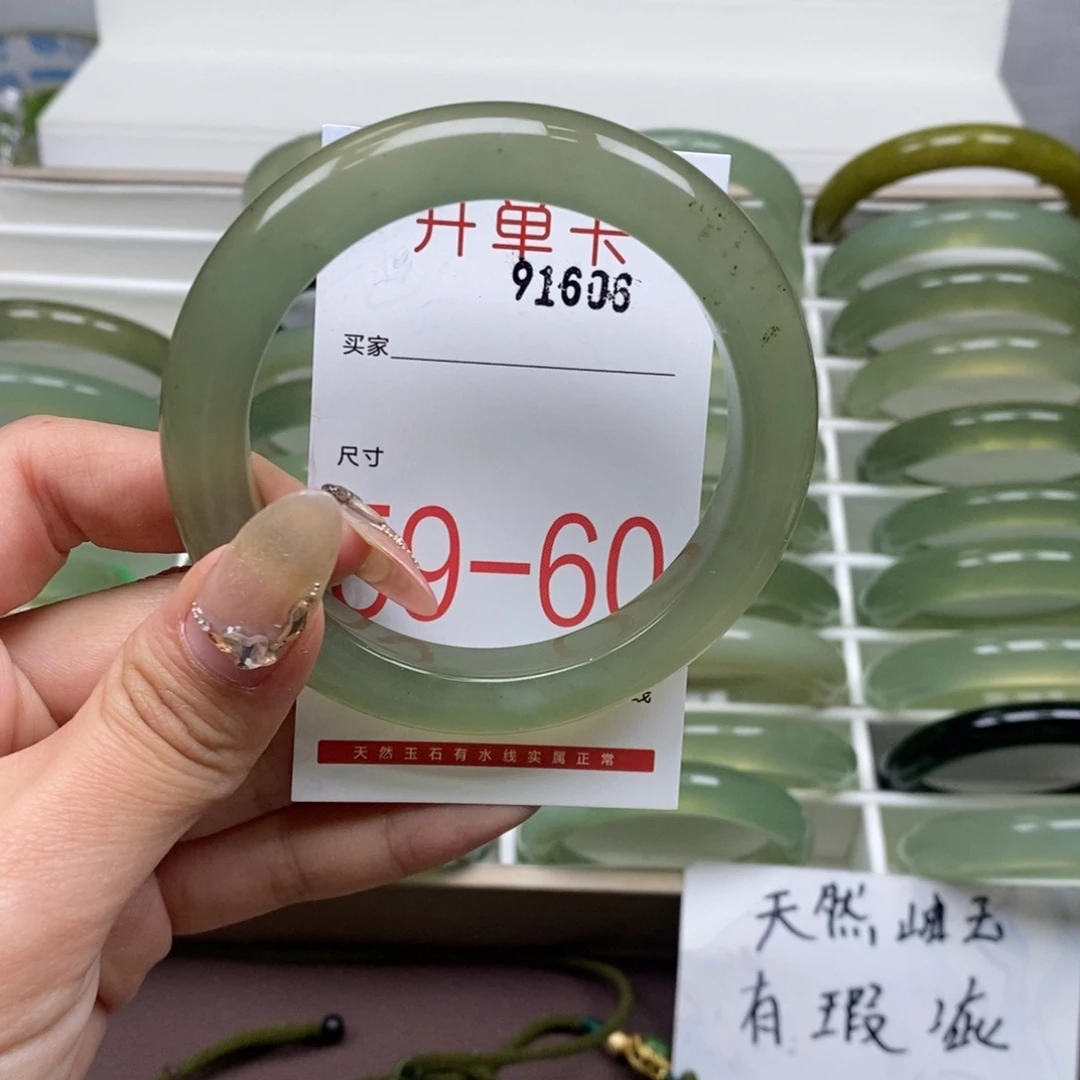 开单卡
91606
买家
尺寸
59-60
天然玉石有水线实属正常
天然岫玉
有瑕疵